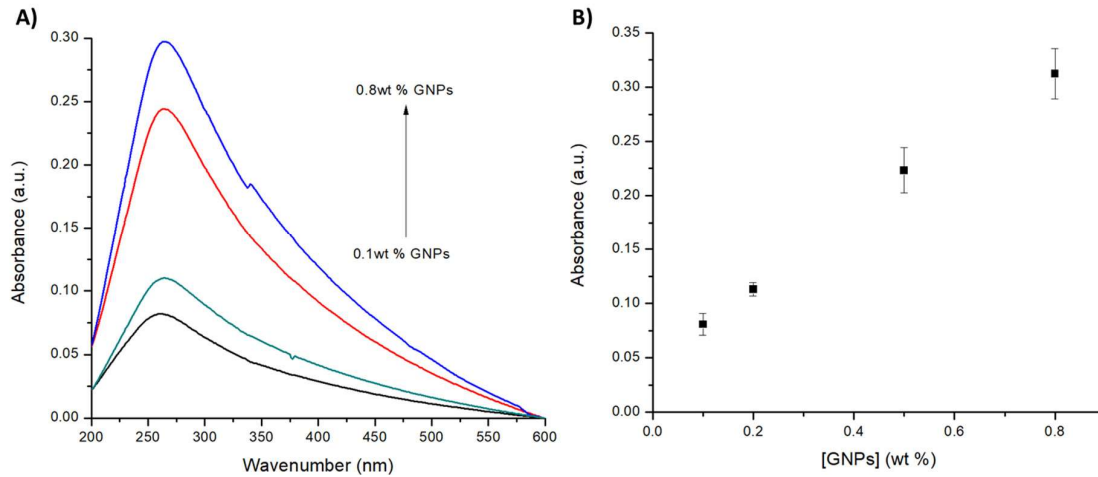 A)
0.30
0.25
0.20
0.15
0.10
0.05
0.00
Absorbance (a.u.)
0.8wt % GNPs
0.1wt % GNPs
200 250 300 350 400 450 500 550 600
Wavenumber (nm)
B)
0.35
0.30
0.25
0.20
0.15
0.10
0.05
0.00
Absorbance (a.u.)
0.0 0.2 0.4 0.6 0.8
[GNPs] (wt %)